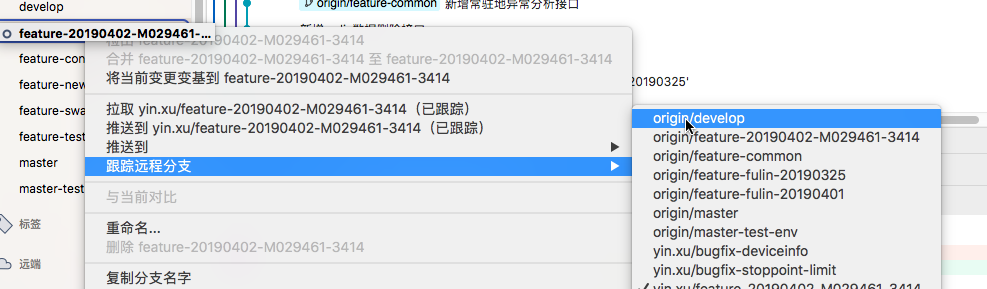 develop
origin/feature-common 新增常驻地异常分析接口
feature-20190402-M029461-...
feature-con
feature-new
feature-swa
feature-test
master
master-test
标签
远端
检出 feature-20190402-M029461-3414
合并 feature-20190402-M029461-3414 至 feature-20190402-M029461-3414
将当前变更变基到 feature-20190402-M029461-3414
拉取 yin.xu/feature-20190402-M029461-3414（已跟踪）
推送到 yin.xu/feature-20190402-M029461-3414（已跟踪）
推送到
跟踪远程分支
与当前对比
重命名...
删除 feature-20190402-M029461-3414
复制分支名字
20190325'
origin/develop
origin/feature-20190402-M029461-3414
origin/feature-common
origin/feature-fulin-20190325
origin/feature-fulin-20190401
origin/master
origin/master-test-env
yin.xu/bugfix-deviceinfo
yin.xu/bugfix-stoppoint-limit
yin.xu/feature-20190402-M029461-3414